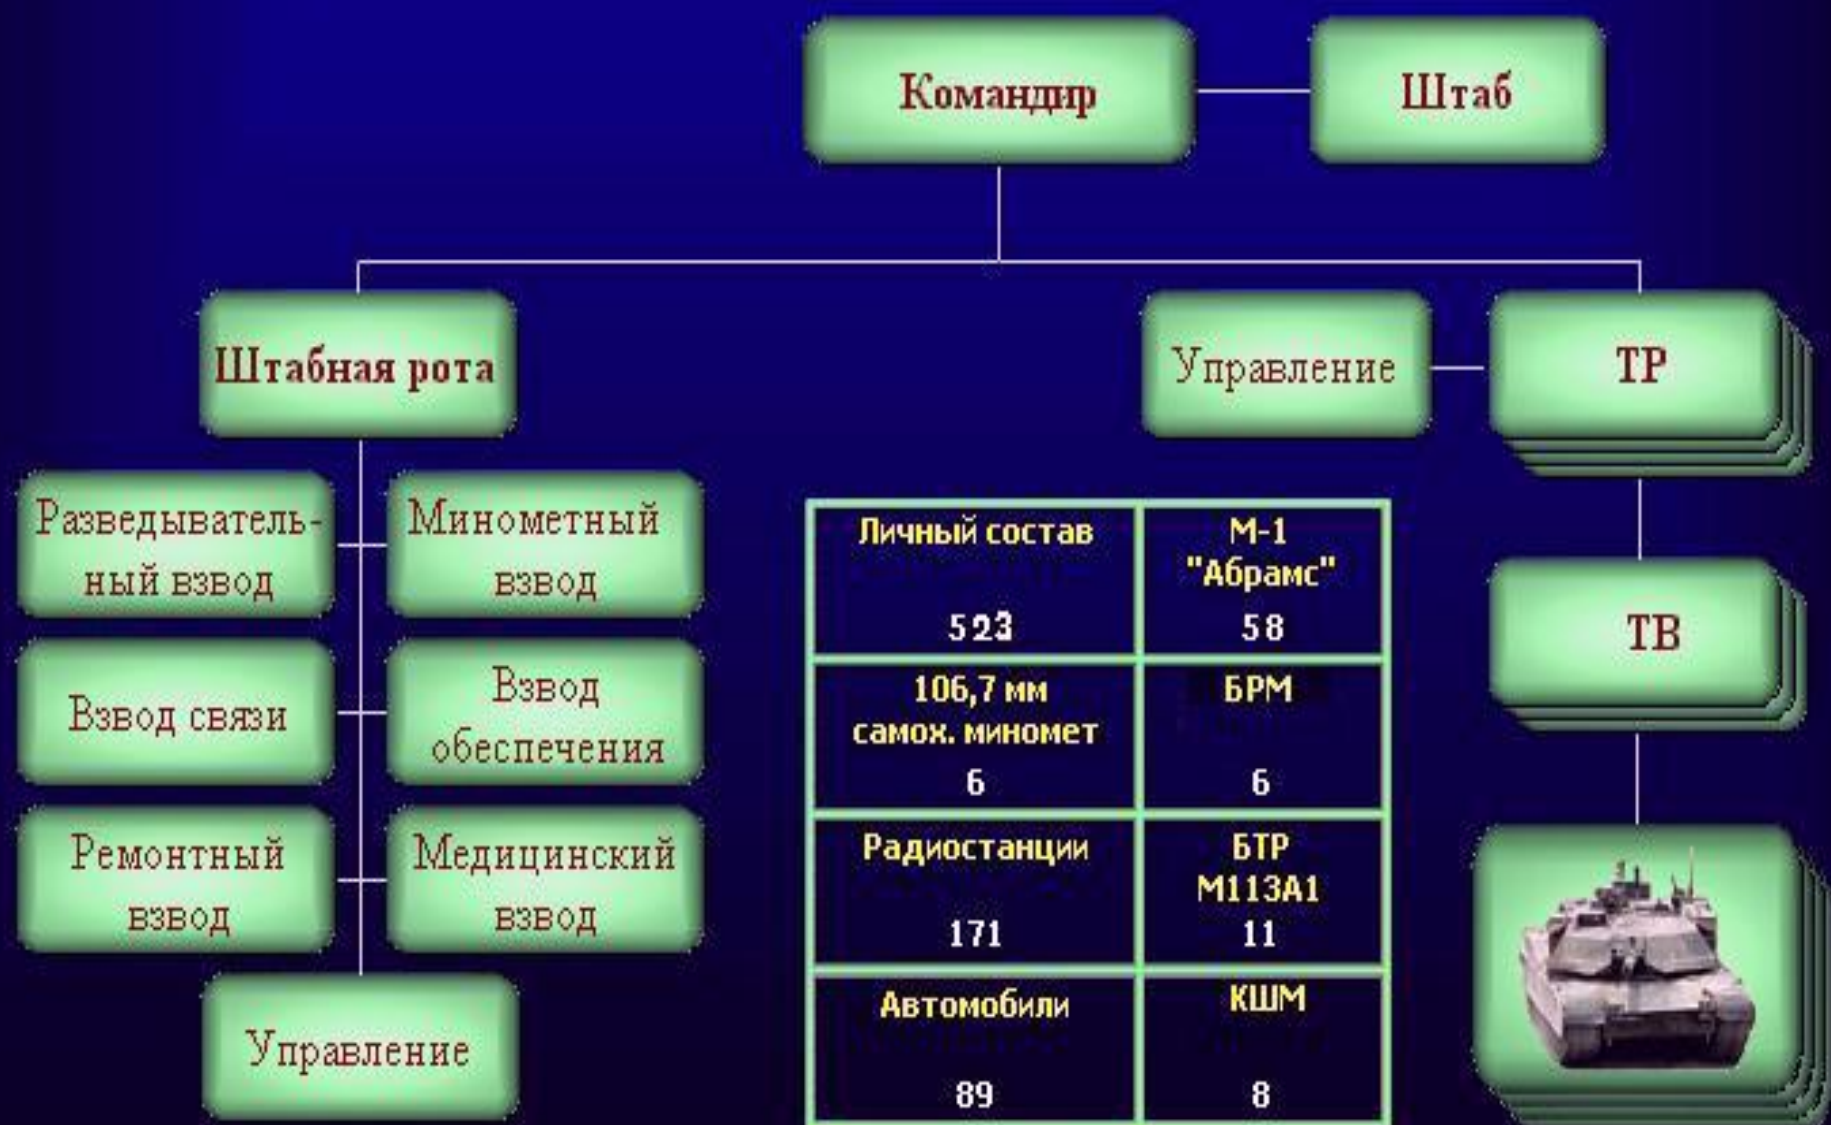 Командир
Штаб
Штабная рота
Управление
ТР
Разведыватель-
ный взвод
Минометный
взвод
Взвод связи
Взвод
обеспечения
Ремонтный
взвод
Медицинский
взвод
Управление
Личный состав
523
М-1
"Абрамс"
58
106,7 мм
самох. миномет
6
БРМ
6
Радиостанции
171
БТР
М113А1
11
Автомобили
89
КШМ
8
ТВ